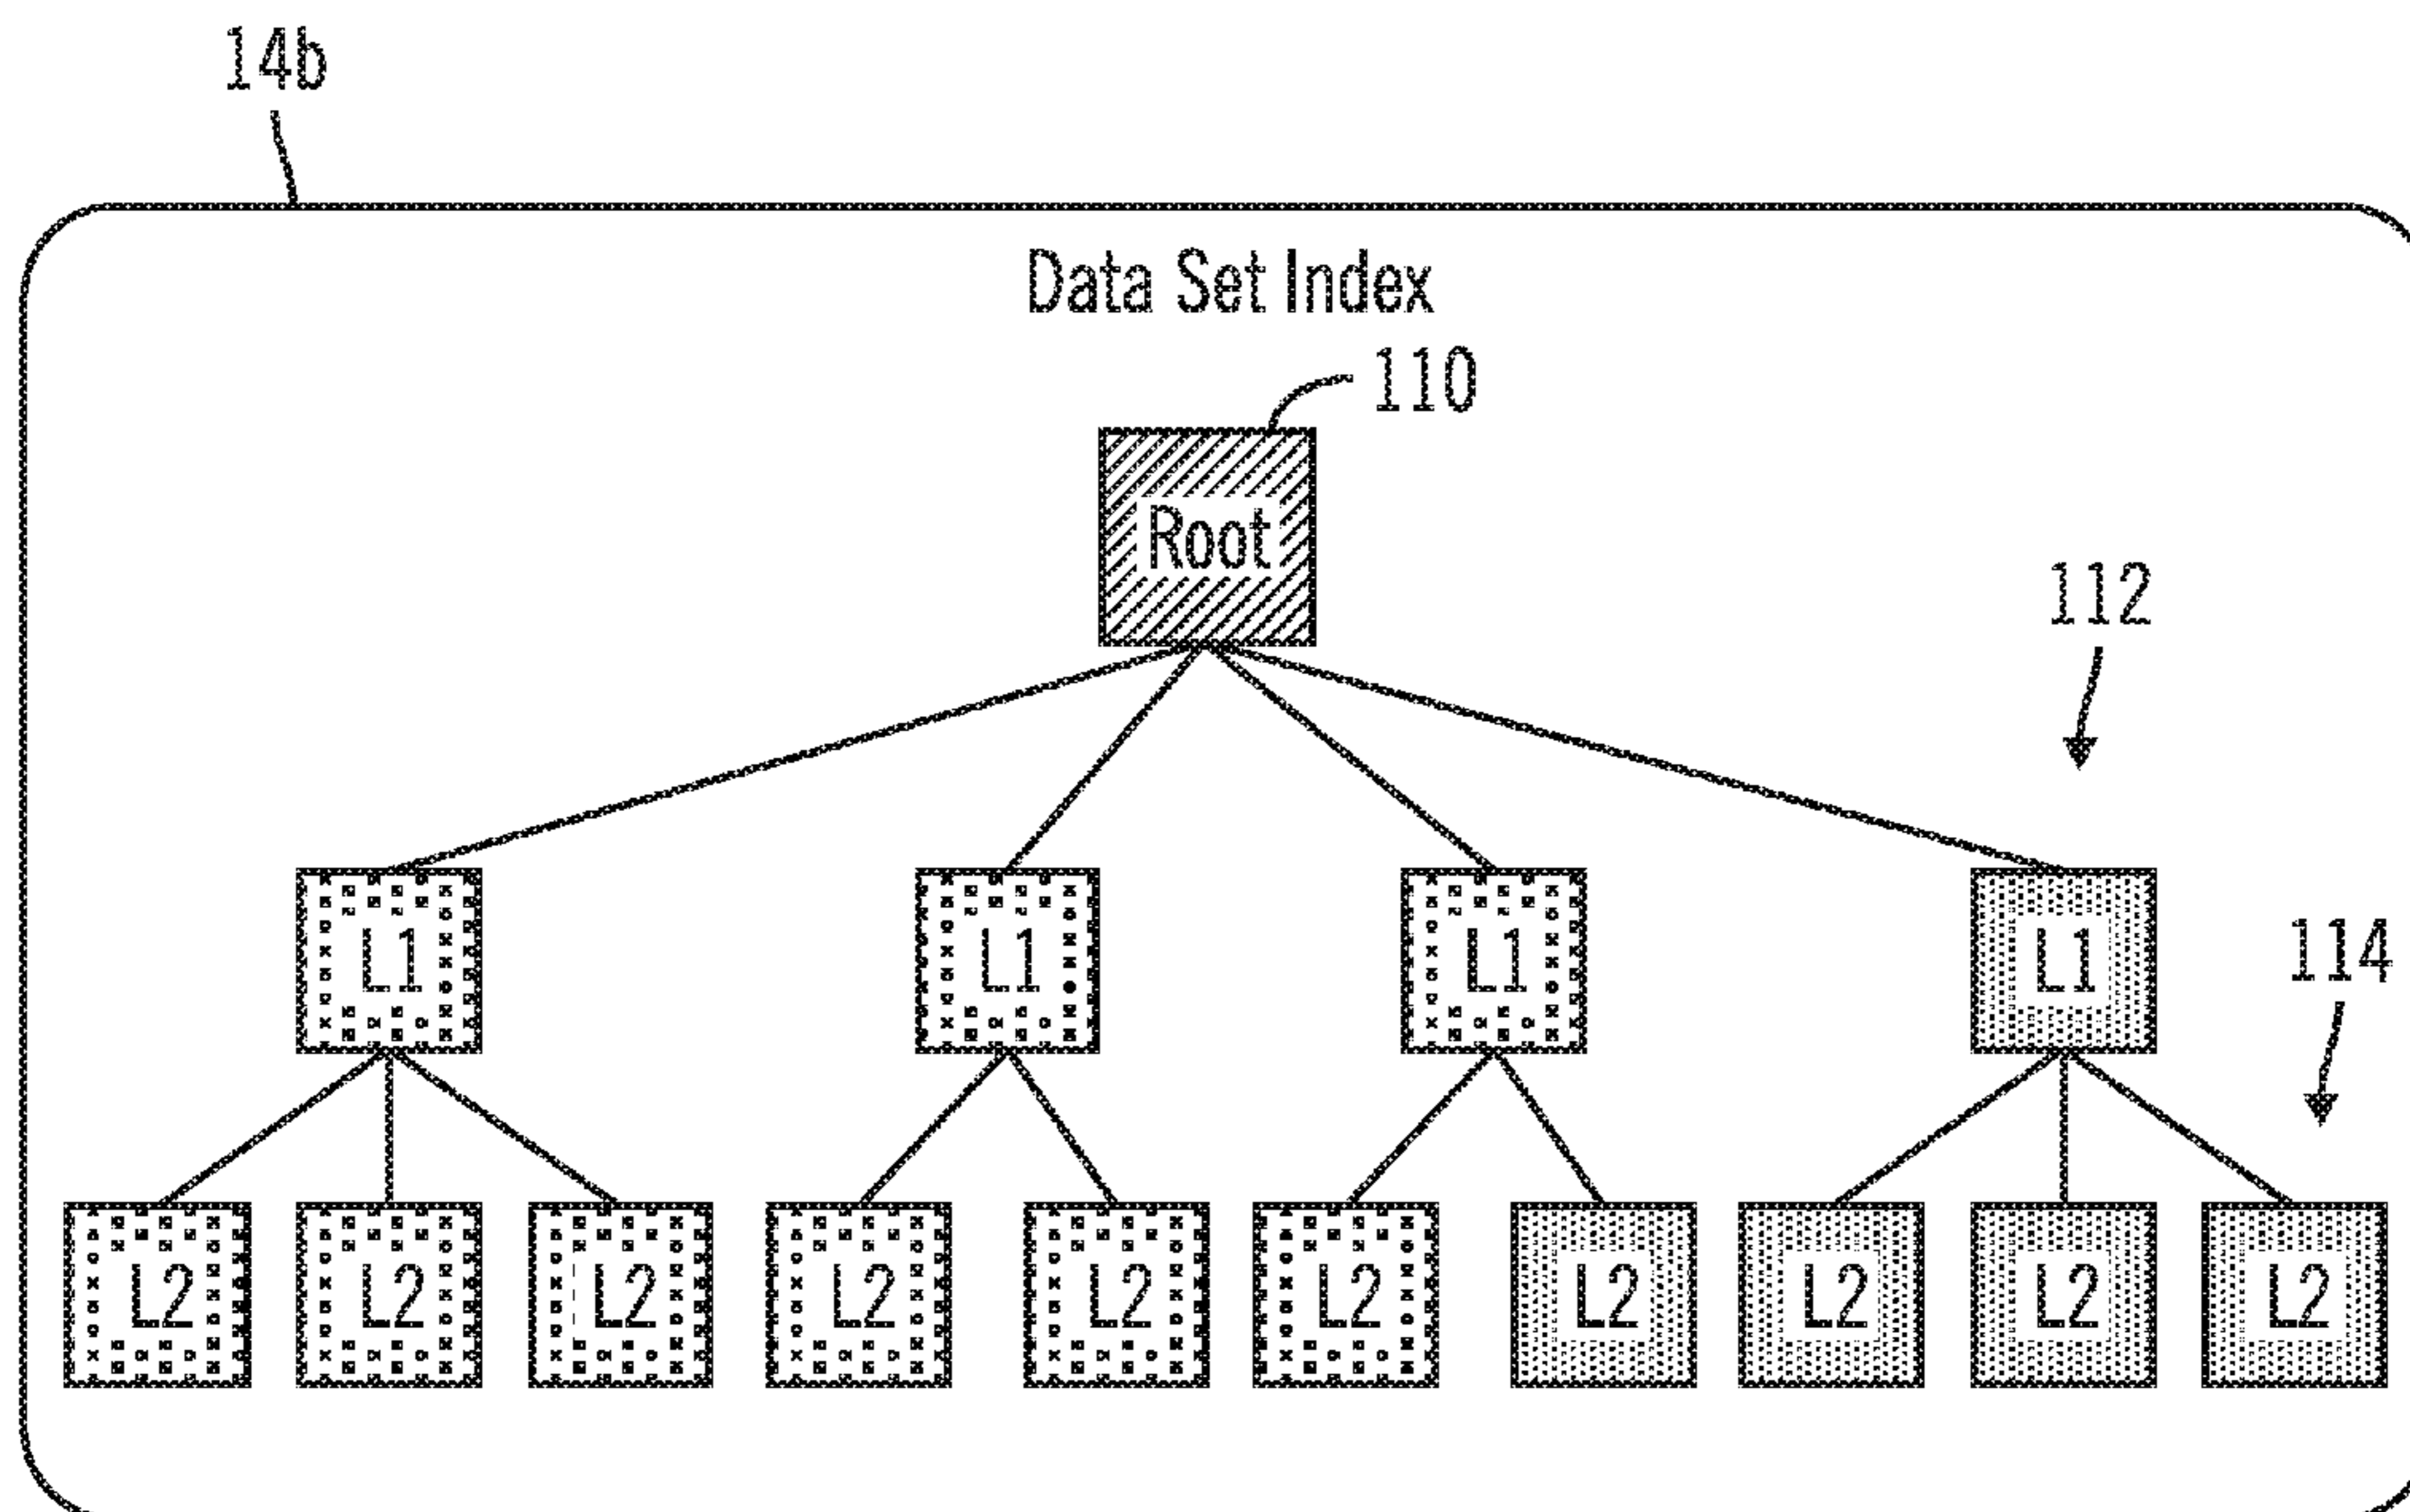 14b
Data Set Index
110
Root
112
L1 L1 L1 L1
114
L2 L2 L2 L2 L2 L2 L2 L2 L2 L2